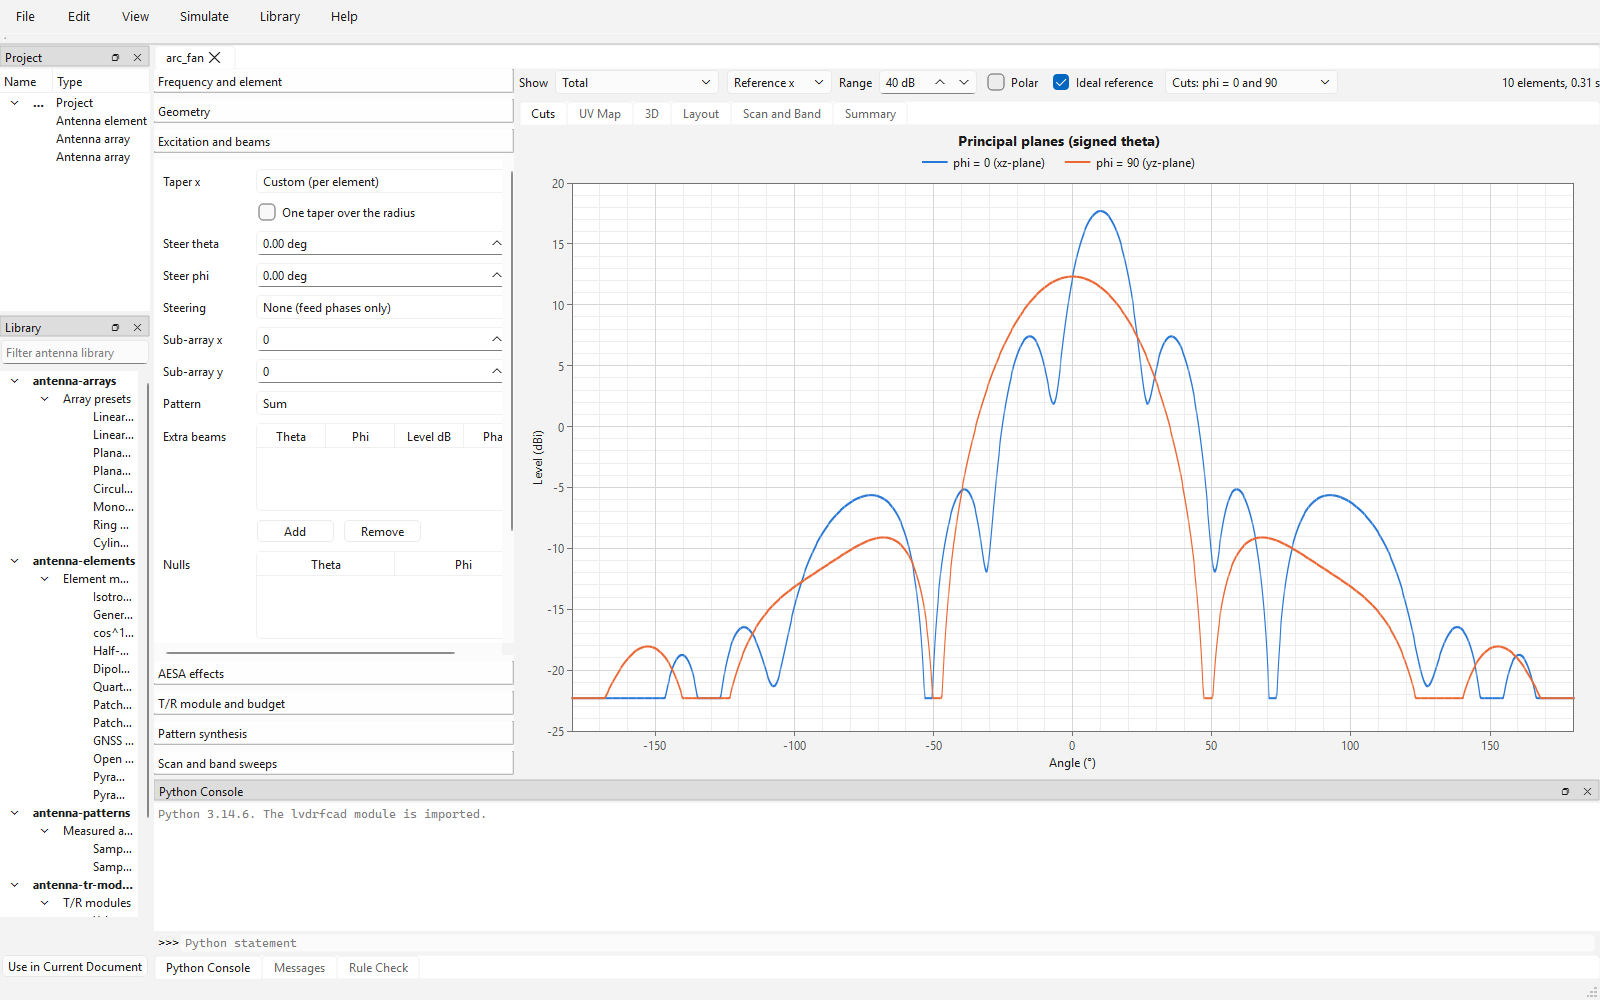 File Edit View Simulate Library Help
Project
Name Type
... Project
Antenna element
Antenna array
Antenna array
Library
Filter antenna library
antenna-arrays
Array presets
Linear...
Linear...
Plana...
Plana...
Circul...
Mono...
Ring ...
Cylin...
antenna-elements
Element m...
Isotro...
Gener...
cos^1...
Half-...
Dipol...
Quart...
Patch...
Patch...
GNSS ...
Open ...
Pyra...
Pyra...
antenna-patterns
Measured a...
Samp...
Samp...
antenna-tr-mod...
T/R modules
Use in Current Document
arc_fan
Frequency and element
Geometry
Excitation and beams
Taper x Custom (per element)
One taper over the radius
Steer theta 0.00 deg
Steer phi 0.00 deg
Steering None (feed phases only)
Sub-array x 0
Sub-array y 0
Pattern Sum
Extra beams Theta Phi Level dB Pha
Add Remove
Nulls Theta Phi
AESA effects
T/R module and budget
Pattern synthesis
Scan and band sweeps
Show Total Reference x Range 40 dB Polar Ideal reference Cuts: phi = 0 and 90 10 elements, 0.31 s
Cuts UV Map 3D Layout Scan and Band Summary
Principal planes (signed theta)
phi = 0 (xz-plane) phi = 90 (yz-plane)
Level (dBi)
20
15
10
5
0
-5
-10
-15
-20
-25
-150 -100 -50 0 50 100 150
Angle (°)
Python Console
Python 3.14.6. The lvdrfcad module is imported.
>>> Python statement
Python Console Messages Rule Check